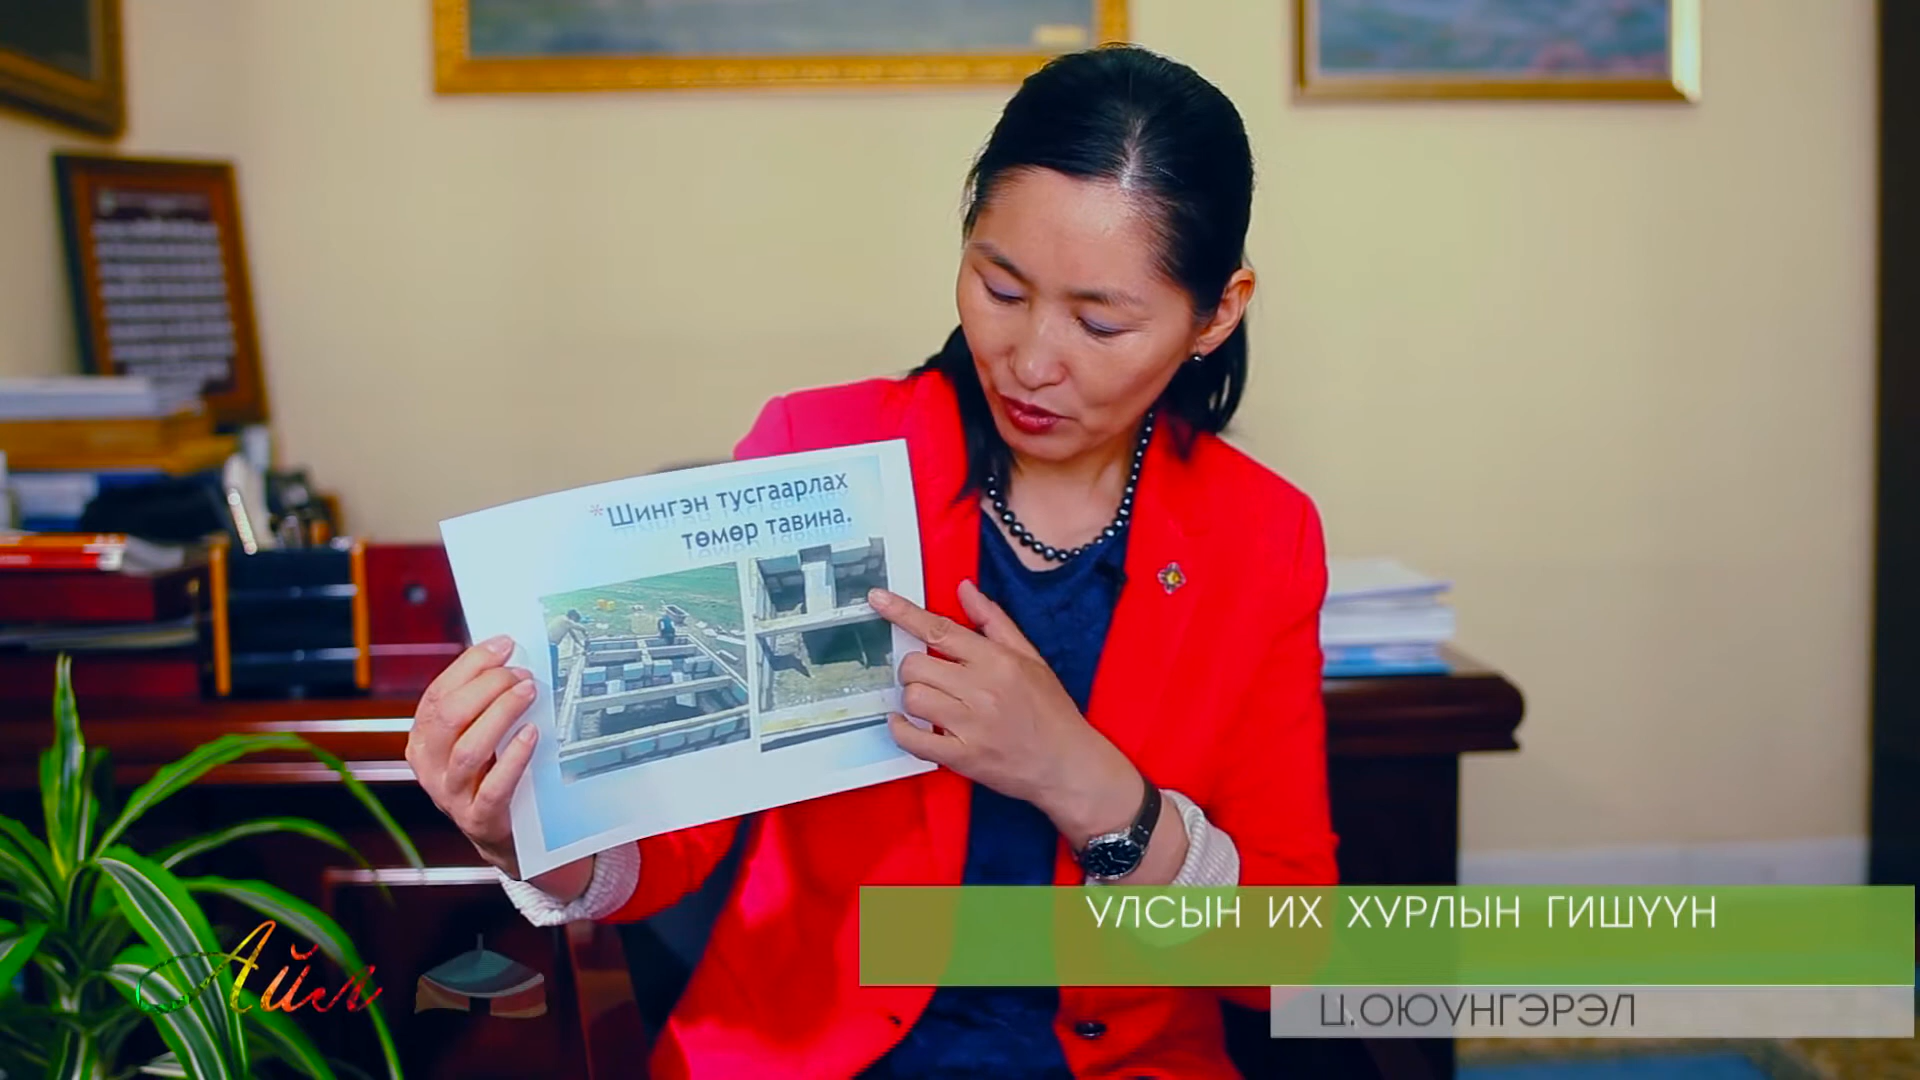 *Шингэн тусгаарлах
төмөр тавина.
УЛСЫН ИХ ХУРЛЫН ГИШҮҮН
Ц.ОЮУНГЭРЭЛ
Айл